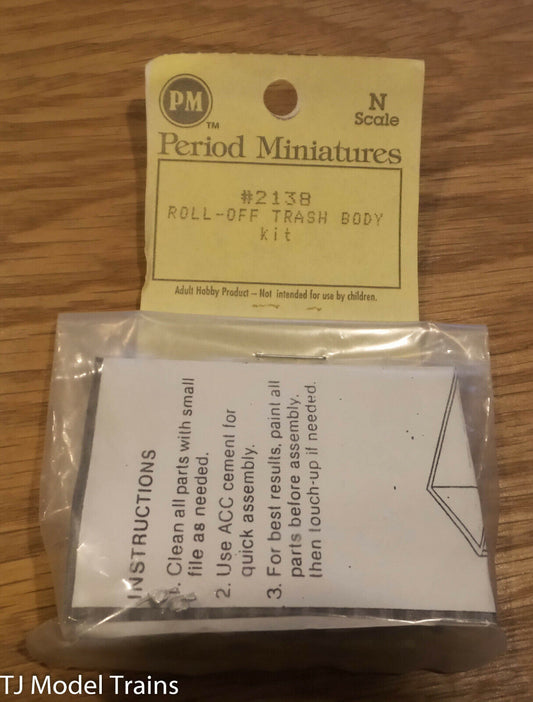 PM
TM
N
Scale
Period Miniatures
#2138
ROLL-OFF TRASH BODY
kit
Adult Hobby Product — Not intended for use by children.
INSTRUCTIONS
1. Clean all parts with small
file as needed.
2. Use ACC cement for
quick assembly.
3. For best results, paint all
parts before assembly.
then touch-up if needed.
TJ Model Trains